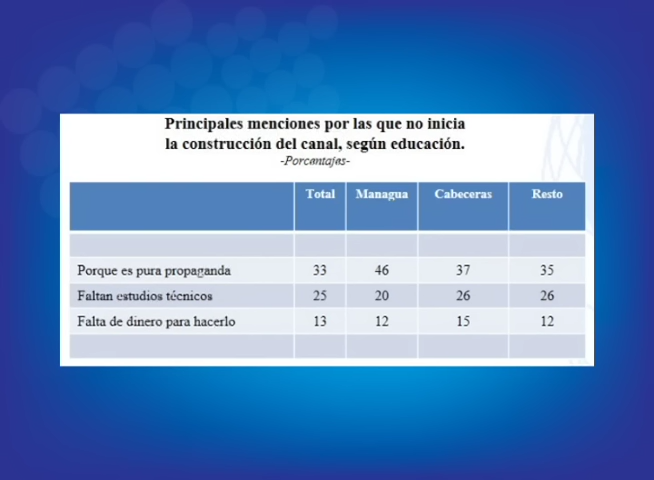 Principales menciones por las que no inicia
la construcción del canal, según educación.
-Porcentajes-
Total Managua Cabeceras Resto
Porque es pura propaganda 33 46 37 35
Faltan estudios técnicos 25 20 26 26
Falta de dinero para hacerlo 13 12 15 12